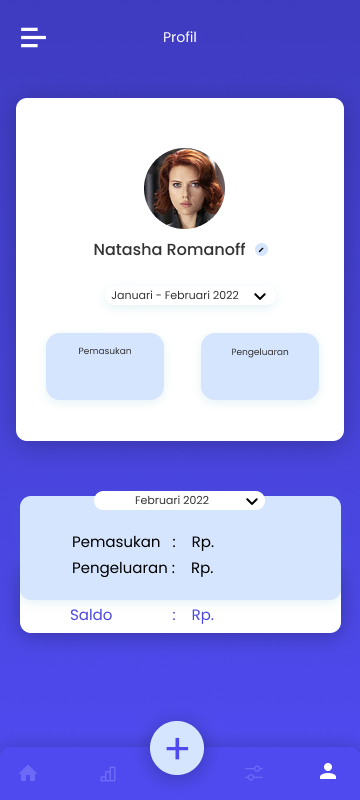 Profil
Natasha Romanoff
Januari - Februari 2022
Pemasukan Pengeluaran
Februari 2022
Pemasukan : Rp.
Pengeluaran : Rp.
Saldo : Rp.